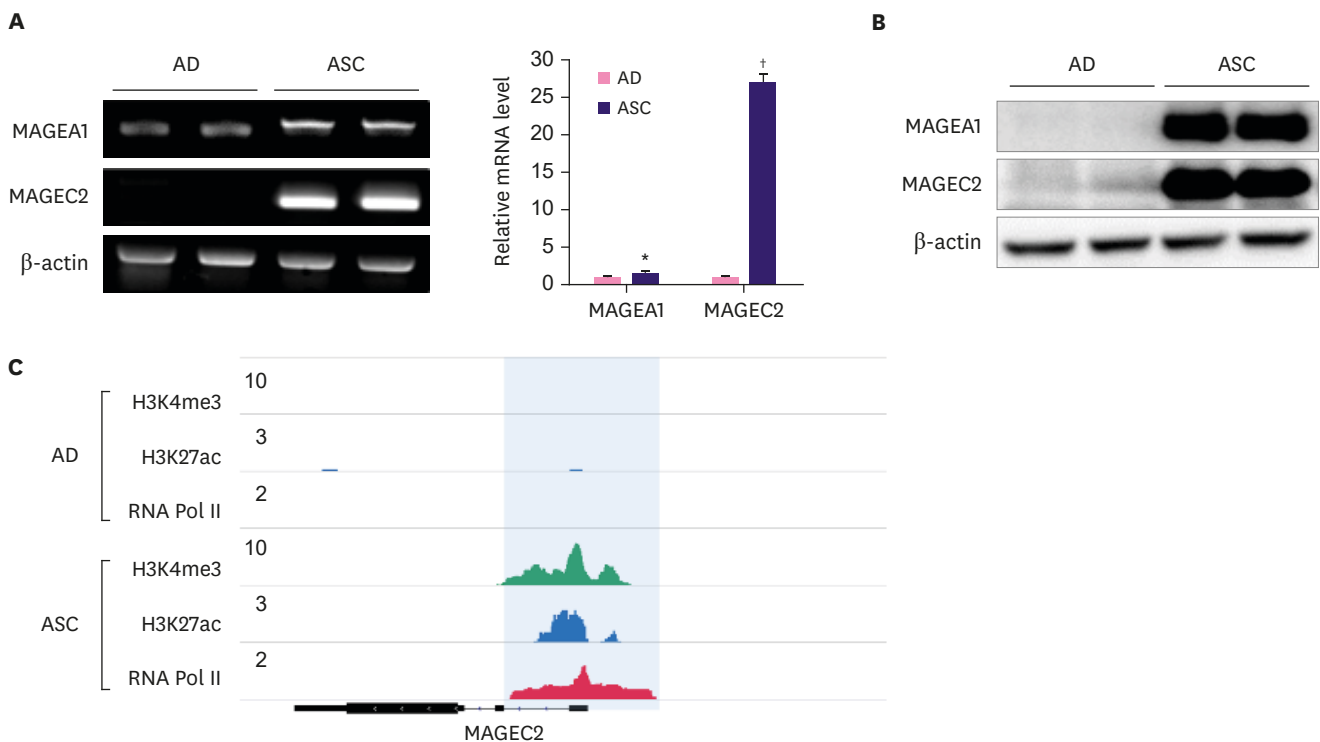 A
AD ASC
MAGEA1
MAGEC2
β-actin
Relative mRNA level
30
25
20
15
10
5
0
AD
ASC
*
†
MAGEA1 MAGEC2
B
AD ASC
MAGEA1
MAGEC2
β-actin
C
AD
H3K4me3 10
H3K27ac 3
RNA Pol II 2
ASC
H3K4me3 10
H3K27ac 3
RNA Pol II 2
MAGEC2